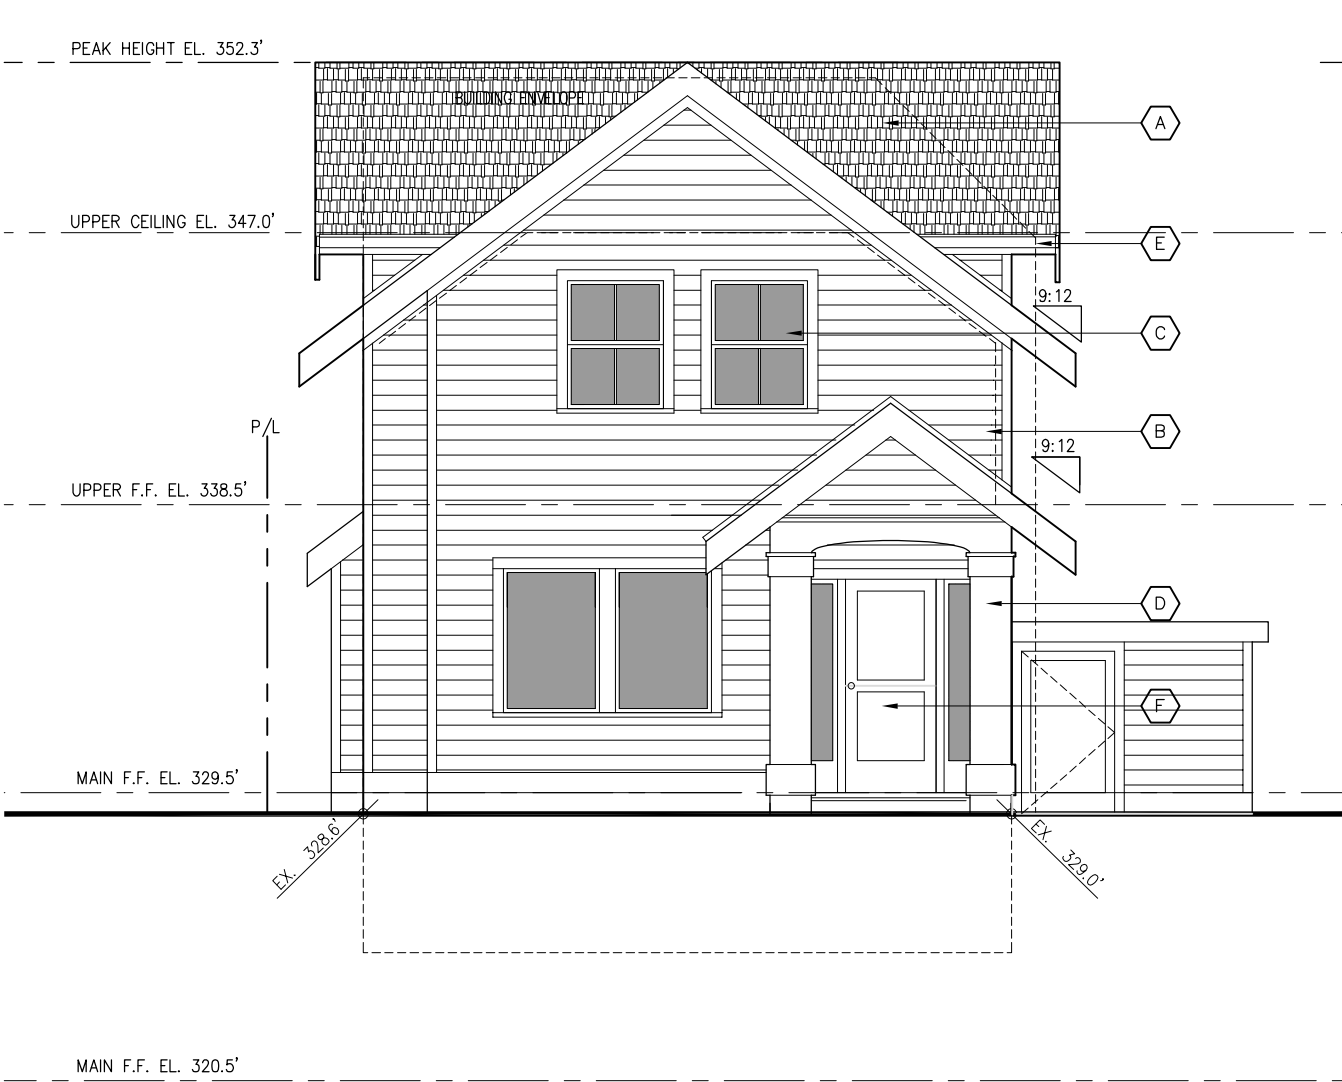 PEAK HEIGHT EL. 352.3'
BUILDING ENVELOPE
A
UPPER CEILING EL. 347.0'
E
9:12
C
P/L
B
9:12
UPPER F.F. EL. 338.5'
D
F
MAIN F.F. EL. 329.5'
EX. 328.6'
EX. 329.0'
MAIN F.F. EL. 320.5'